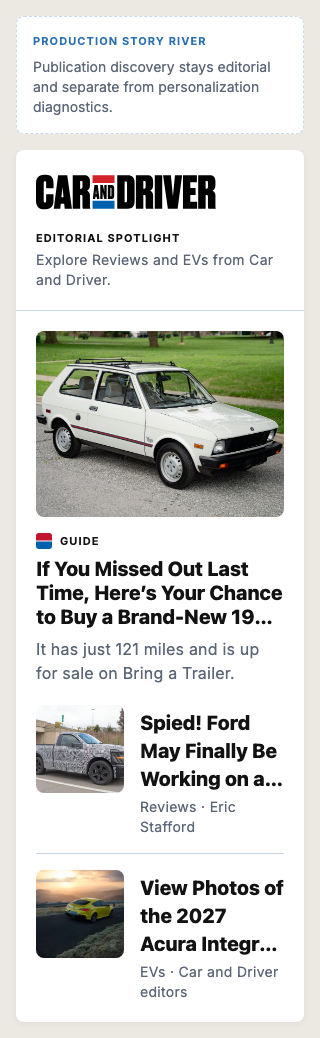 PRODUCTION STORY RIVER
Publication discovery stays editorial
and separate from personalization
diagnostics.
CAR AND DRIVER
EDITORIAL SPOTLIGHT
Explore Reviews and EVs from Car
and Driver.
GUIDE
If You Missed Out Last
Time, Here's Your Chance
to Buy a Brand-New 19...
It has just 121 miles and is up
for sale on Bring a Trailer.
Spied! Ford
May Finally Be
Working on a...
Reviews · Eric
Stafford
View Photos of
the 2027
Acura Integr...
EVs · Car and Driver
editors